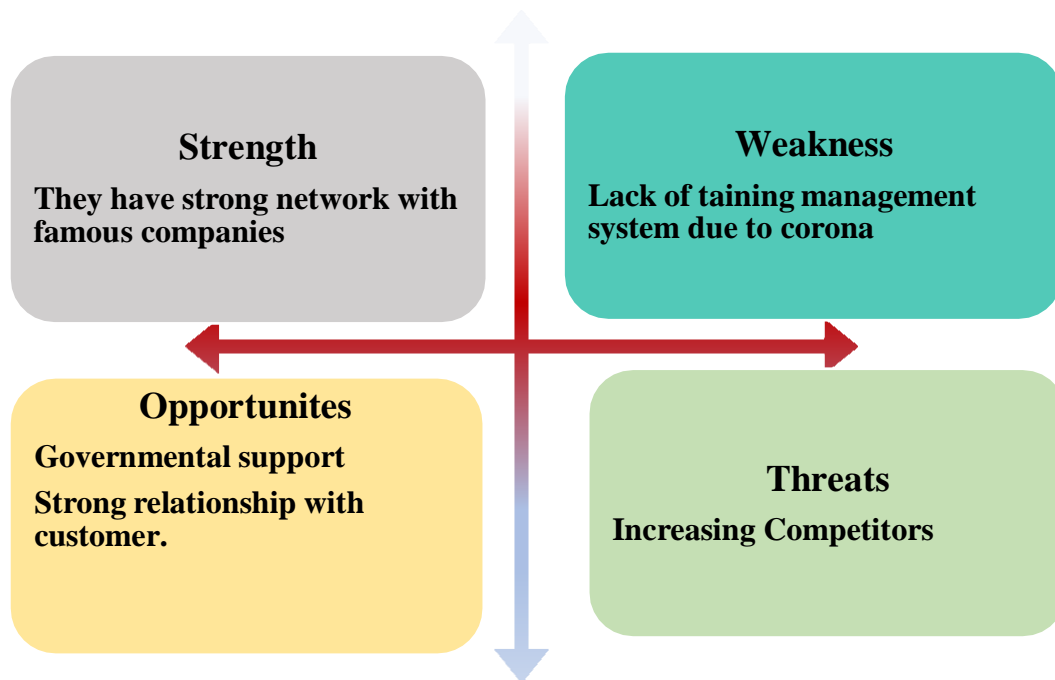 Strength
They have strong network with
famous companies
Weakness
Lack of taining management
system due to corona
Opportunites
Governmental support
Strong relationship with
customer.
Threats
Increasing Competitors